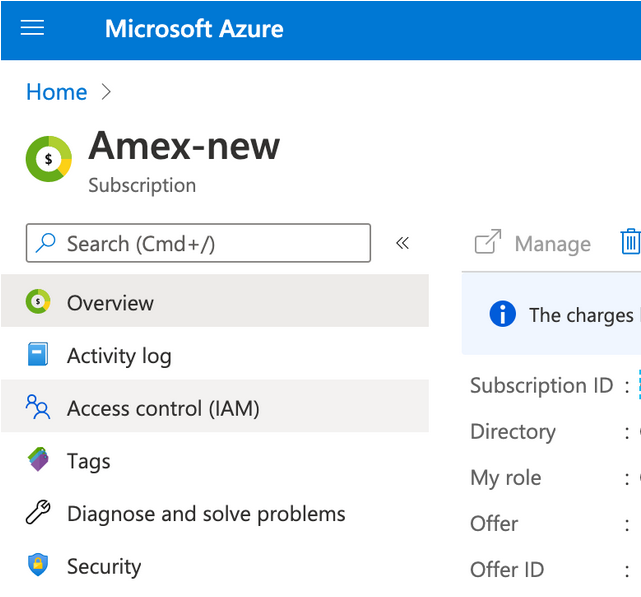 Microsoft Azure
Home
$
Amex-new
Subscription
Search (Cmd+/)
«
Manage
$
Overview
The charges
Activity log
Subscription ID :
Access control (IAM)
Directory :
Tags
My role :
Diagnose and solve problems
Offer :
Security
Offer ID :